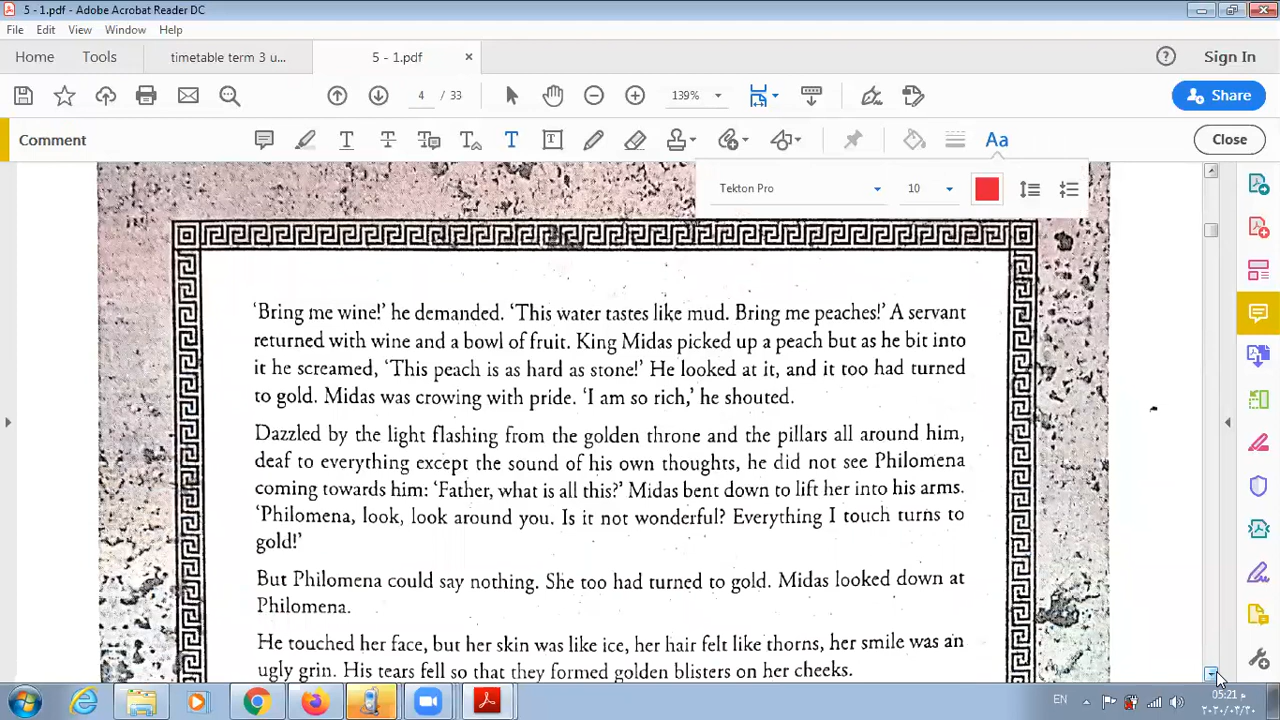 5 - 1.pdf - Adobe Acrobat Reader DC
File Edit View Window Help
Home Tools timetable term 3 u... 5 - 1.pdf Sign In
4 / 33 139% Share
Comment Close
Tekton Pro 10
‘Bring me wine!’ he demanded. ‘This water tastes like mud. Bring me peaches!’ A servant
returned with wine and a bowl of fruit. King Midas picked up a peach but as he bit into
it he screamed, ‘This peach is as hard as stone!’ He looked at it, and it too had turned
to gold. Midas was crowing with pride. ‘I am so rich,’ he shouted.
Dazzled by the light flashing from the golden throne and the pillars all around him,
deaf to everything except the sound of his own thoughts, he did not see Philomena
coming towards him: ‘Father, what is all this?’ Midas bent down to lift her into his arms.
‘Philomena, look, look around you. Is it not wonderful? Everything I touch turns to
gold!’
But Philomena could say nothing. She too had turned to gold. Midas looked down at
Philomena.
He touched her face, but her skin was like ice, her hair felt like thorns, her smile was an
ugly grin. His tears fell so that they formed golden blisters on her cheeks.
EN 05:21 م
٢٠٢٠/٠٣/٣٠